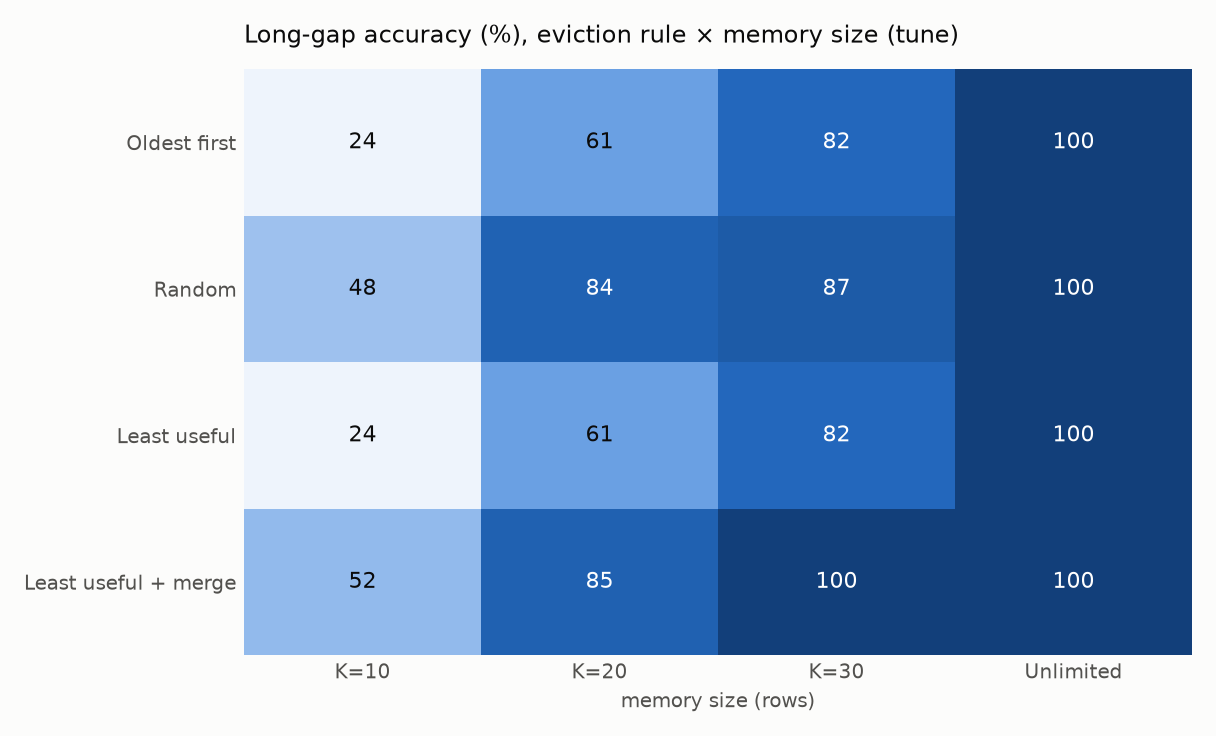 Long-gap accuracy (%), eviction rule × memory size (tune)
Oldest first 24 61 82 100
Random 48 84 87 100
Least useful 24 61 82 100
Least useful + merge 52 85 100 100
K=10 K=20 K=30 Unlimited
memory size (rows)